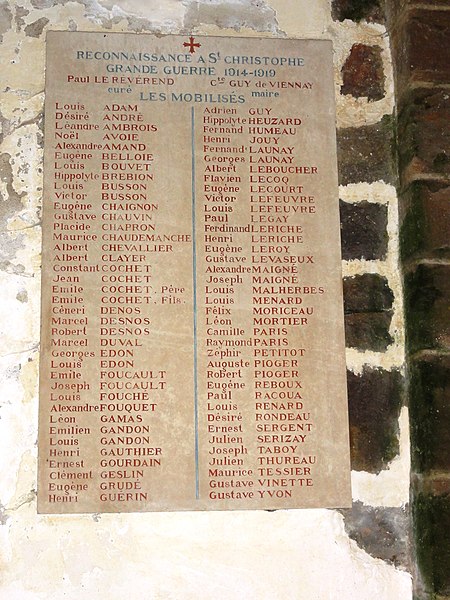 RECONNAISSANCE A St CHRISTOPHE
GRANDE GUERRE 1914-1919
Paul LE REVÉREND Cte GUY de VIENNAY
curé maire
LES MOBILISÉS
Louis ADAM
Désiré ANDRÉ
Léandre AMBROIS
Noël AVOIE
Alexandre AMAND
Eugène BELLOIE
Louis BOUVET
Hippolyte BREBION
Louis BUSSON
Victor BUSSON
Eugène CHAIGNON
Gustave CHAUVIN
Placide CHAPRON
Maurice CHAUDEMANCHE
Albert CHEVALLIER
Albert CLAYER
Constant COCHET
Jean COCHET
Emile COCHET, Père
Emile COCHET, Fils.
Céneri DENOS
Marcel DESNOS
Robert DESNOS
Marcel DUVAL
Georges EDON
Louis EDON
Emile FOUCAULT
Joseph FOUCAULT
Louis FOUCHE
Alexandre FOUQUET
Léon GAMAS
Emilien GANDON
Louis GANDON
Henri GAUTHIER
Ernest GOURDAIN
Clément GESLIN
Eugène GRUDÉ
Henri GUÉRIN
Adrien GUY
Hippolyte HEUZARD
Fernand HUMEAU
Henri JOUY
Fernand LAUNAY
Georges LAUNAY
Albert LEBOUCHER
Flavien LECOQ
Eugène LECOURT
Victor LEFEUVRE
Louis LEFEUVRE
Paul LEGAY
Ferdinand LERICHE
Henri LERICHE
Eugène LEROY
Gustave LEVASEUX
Alexandre MAIGNÉ
Joseph MAIGNÉ
Louis MALHERBES
Louis MENARD
Félix MORICEAU
Léon MORTIER
Camille PARIS
Raymond PARIS
Zéphir PETITOT
Auguste PIOGER
Robert PIOGER
Eugène REBOUX
Paul RACOUA
Louis RENARD
Désiré RONDEAU
Ernest SERGENT
Julien SERIZAY
Joseph TABOY
Julien THUREAU
Maurice TESSIER
Gustave VINETTE
Gustave YVON